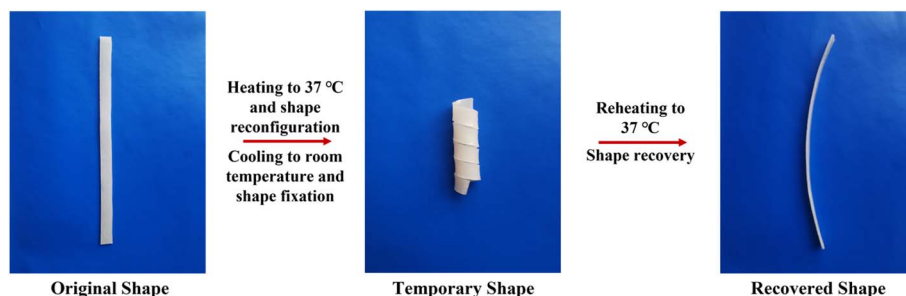 Heating to 37 ℃
and shape
reconfiguration
Cooling to room
temperature and
shape fixation
Reheating to
37 ℃
Shape recovery
Original Shape
Temporary Shape
Recovered Shape